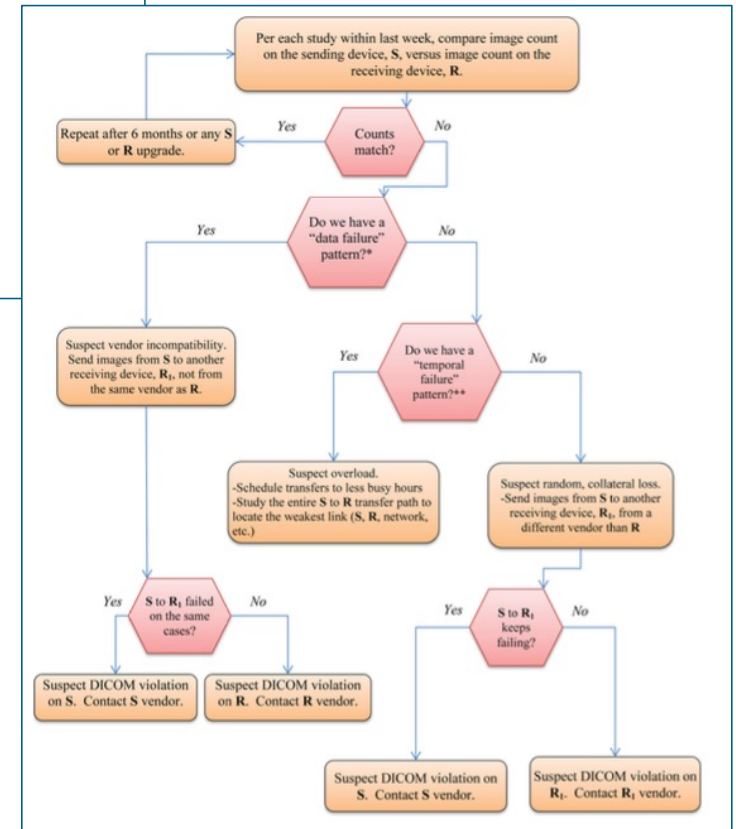 Per each study within last week, compare image count
on the sending device, S, versus image count on the
receiving device, R.
Repeat after 6 months or any S
or R upgrade.
Yes
Counts
match?
No
Yes
Do we have a
“data failure”
pattern?*
No
Suspect vendor incompatibility.
Send images from S to another
receiving device, R₁, not from
the same vendor as R.
Yes
Do we have a
“temporal
failure”
pattern?**
No
Suspect overload.
-Schedule transfers to less busy hours
-Study the entire S to R transfer path to
locate the weakest link (S, R, network,
etc.)
Suspect random, collateral loss.
-Send images from S to another
receiving device, R₁, from a
different vendor than R
Yes
S to R₁ failed
on the same
cases?
No
Yes
S to R₁
keeps
failing?
No
Suspect DICOM violation
on S. Contact S vendor.
Suspect DICOM violation
on R. Contact R vendor.
Suspect DICOM violation on
S. Contact S vendor.
Suspect DICOM violation on
R₁. Contact R₁ vendor.